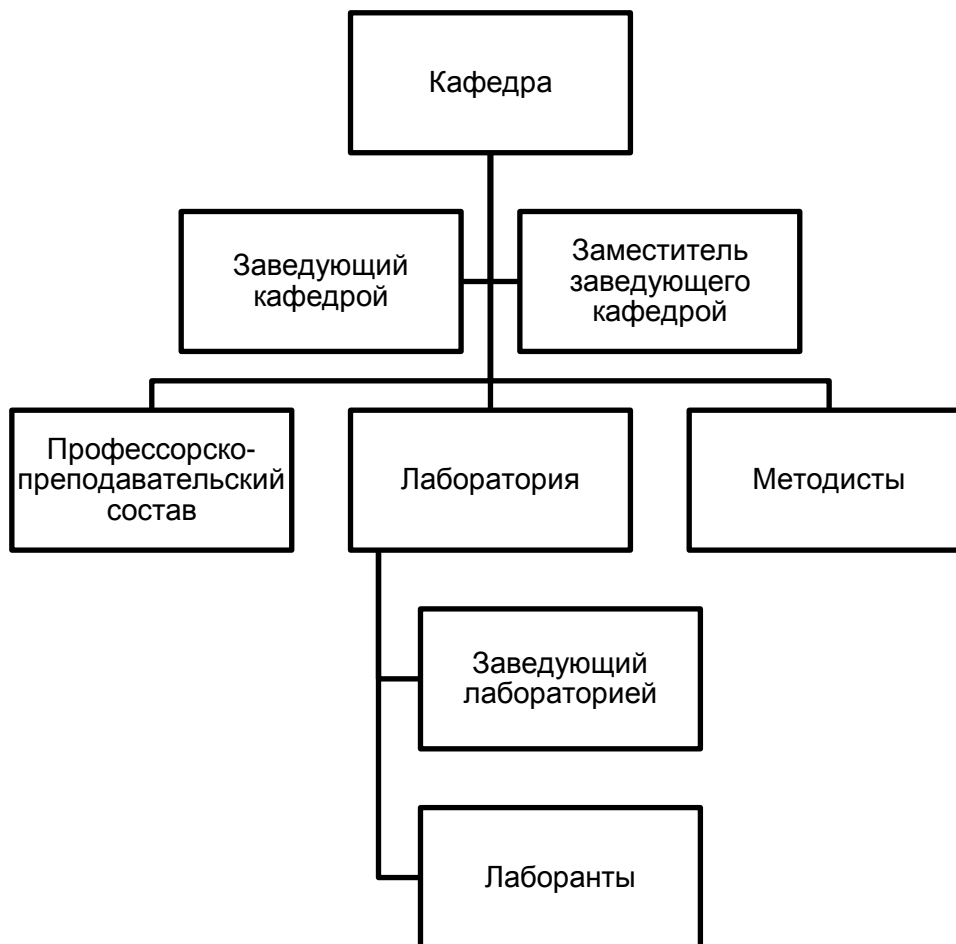 Кафедра
Заведующий
кафедрой
Заместитель
заведующего
кафедрой
Профессорско-
преподавательский
состав
Лаборатория
Методисты
Заведующий
лабораторией
Лаборанты